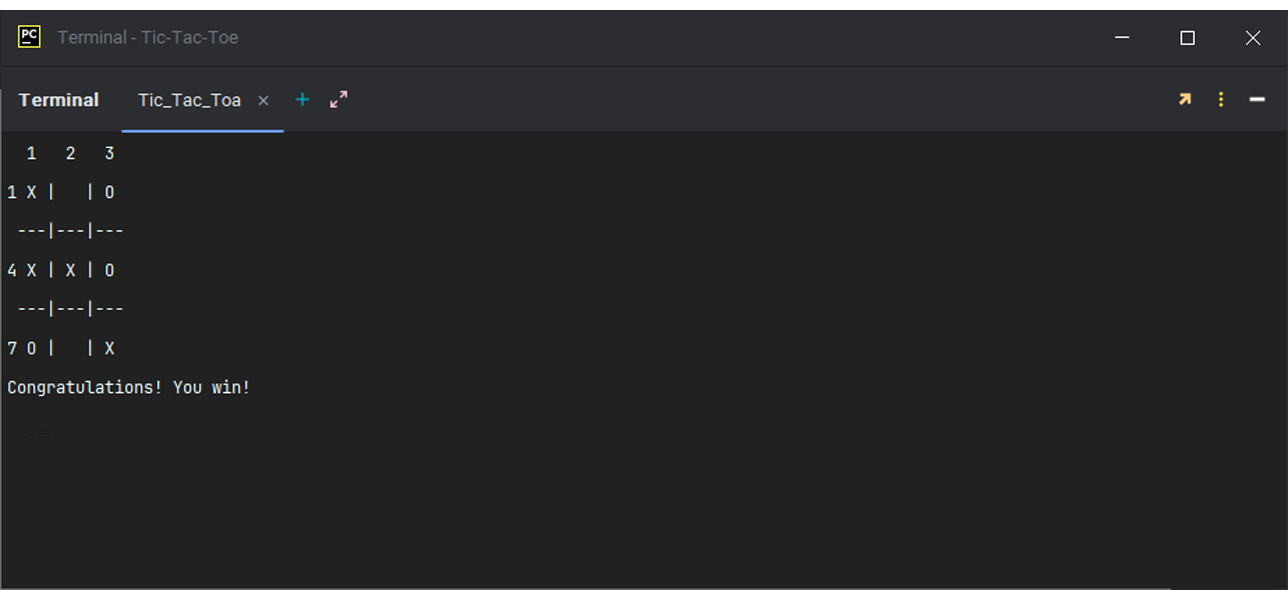 PC Terminal - Tic-Tac-Toe
Terminal Tic_Tac_Toa × +
  1   2   3
1 X |   | O
 ---|---|---
4 X | X | O
 ---|---|---
7 O |   | X
Congratulations! You win!